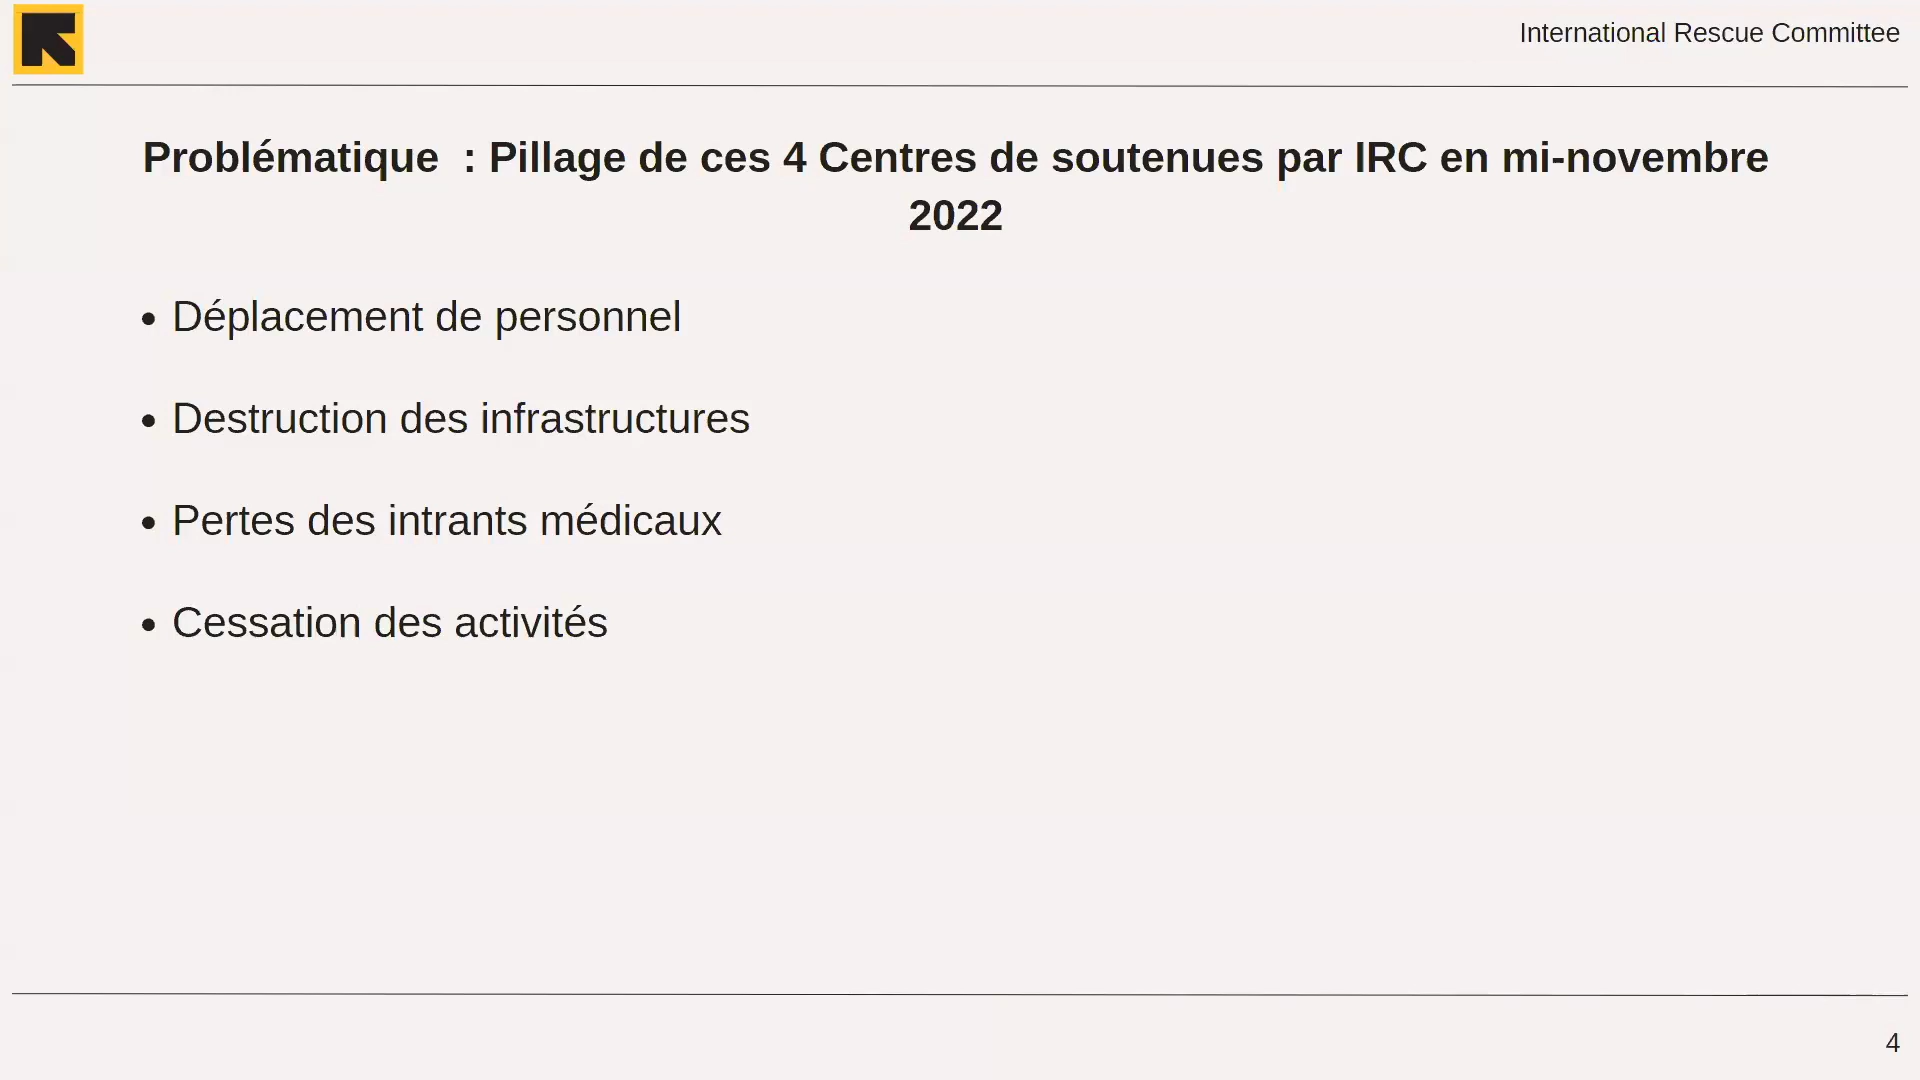 International Rescue Committee
Problématique  : Pillage de ces 4 Centres de soutenues par IRC en mi-novembre
2022
• Déplacement de personnel
• Destruction des infrastructures
• Pertes des intrants médicaux
• Cessation des activités
4